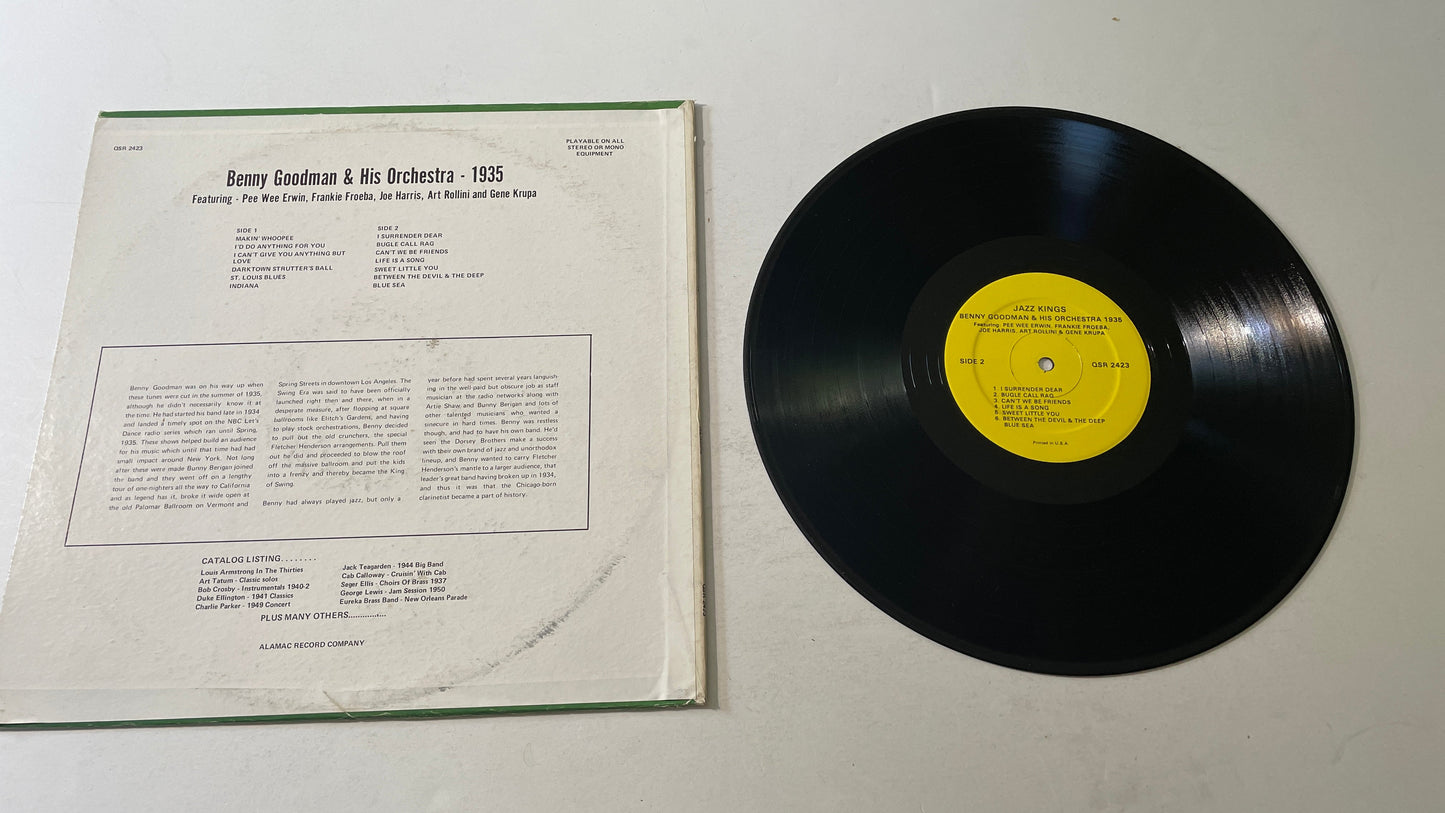 QSR 2423
PLAYABLE ON ALL
STEREO OR MONO
EQUIPMENT
Benny Goodman & His Orchestra - 1935
Featuring - Pee Wee Erwin, Frankie Froeba, Joe Harris, Art Rollini and Gene Krupa
SIDE 1
MAKIN' WHOOPEE
I'D DO ANYTHING FOR YOU
I CAN'T GIVE YOU ANYTHING BUT
LOVE
DARKTOWN STRUTTER'S BALL
ST. LOUIS BLUES
INDIANA
SIDE 2
I SURRENDER DEAR
BUGLE CALL RAG
CAN'T WE BE FRIENDS
LIFE IS A SONG
SWEET LITTLE YOU
BETWEEN THE DEVIL & THE DEEP
BLUE SEA
Benny Goodman was on his way up when
these tunes were cut in the summer of 1935,
although he didn't necessarily know it at
the time. He had started his band late in 1934
and landed a timely spot on the NBC Let's
Dance radio series which ran until Spring,
1935. These shows helped build an audience
for his music which until that time had had
small impact around New York. Not long
after these were made Bunny Berigan joined
the band and they went off on a lengthy
tour of one-nighters all the way to California
and as legend has it, broke it wide open at
the old Palomar Ballroom on Vermont and
Spring Streets in downtown Los Angeles. The
Swing Era was said to have been officially
launched right then and there, when in a
desperate measure, after flopping at square
ballrooms like Elitch's Gardens, and having
to play stock orchestrations, Benny decided
to pull out the old crunchers, the special
Fletcher Henderson arrangements. Pull them
out he did and proceeded to blow the roof
off the massive ballroom and put the kids
into a frenzy and thereby became the King
of Swing.
Benny had always played jazz, but only a
year before had spent several years languish-
ing in the well-paid but obscure job as staff
musician at the radio networks along with
Artie Shaw and Bunny Berigan and lots of
other talented musicians who wanted a
sinecure in hard times. Benny was restless
though, and had to have his own band. He'd
seen the Dorsey Brothers make a success
with their own brand of jazz and unorthodox
lineup, and Benny wanted to carry Fletcher
Henderson's mantle to a larger audience, that
leader's great band having broken up in 1934,
and thus it was that the Chicago-born
clarinetist became a part of history.
CATALOG LISTING........
Louis Armstrong In The Thirties
Art Tatum - Classic solos
Bob Crosby - Instrumentals 1940-2
Duke Ellington - 1941 Classics
Charlie Parker - 1949 Concert
Jack Teagarden - 1944 Big Band
Cab Calloway - Cruisin' With Cab
Seger Ellis - Choirs Of Brass 1937
George Lewis - Jam Session 1950
Eureka Brass Band - New Orleans Parade
PLUS MANY OTHERS.............
ALAMAC RECORD COMPANY
JAZZ KINGS
BENNY GOODMAN & HIS ORCHESTRA 1935
Featuring: PEE WEE ERWIN, FRANKIE FROEBA,
JOE HARRIS, ART ROLLINI & GENE KRUPA
SIDE 2
QSR 2423
1. I SURRENDER DEAR
2. BUGLE CALL RAG
3. CAN'T WE BE FRIENDS
4. LIFE IS A SONG
5. SWEET LITTLE YOU
6. BETWEEN THE DEVIL & THE DEEP
BLUE SEA
Printed in U.S.A.